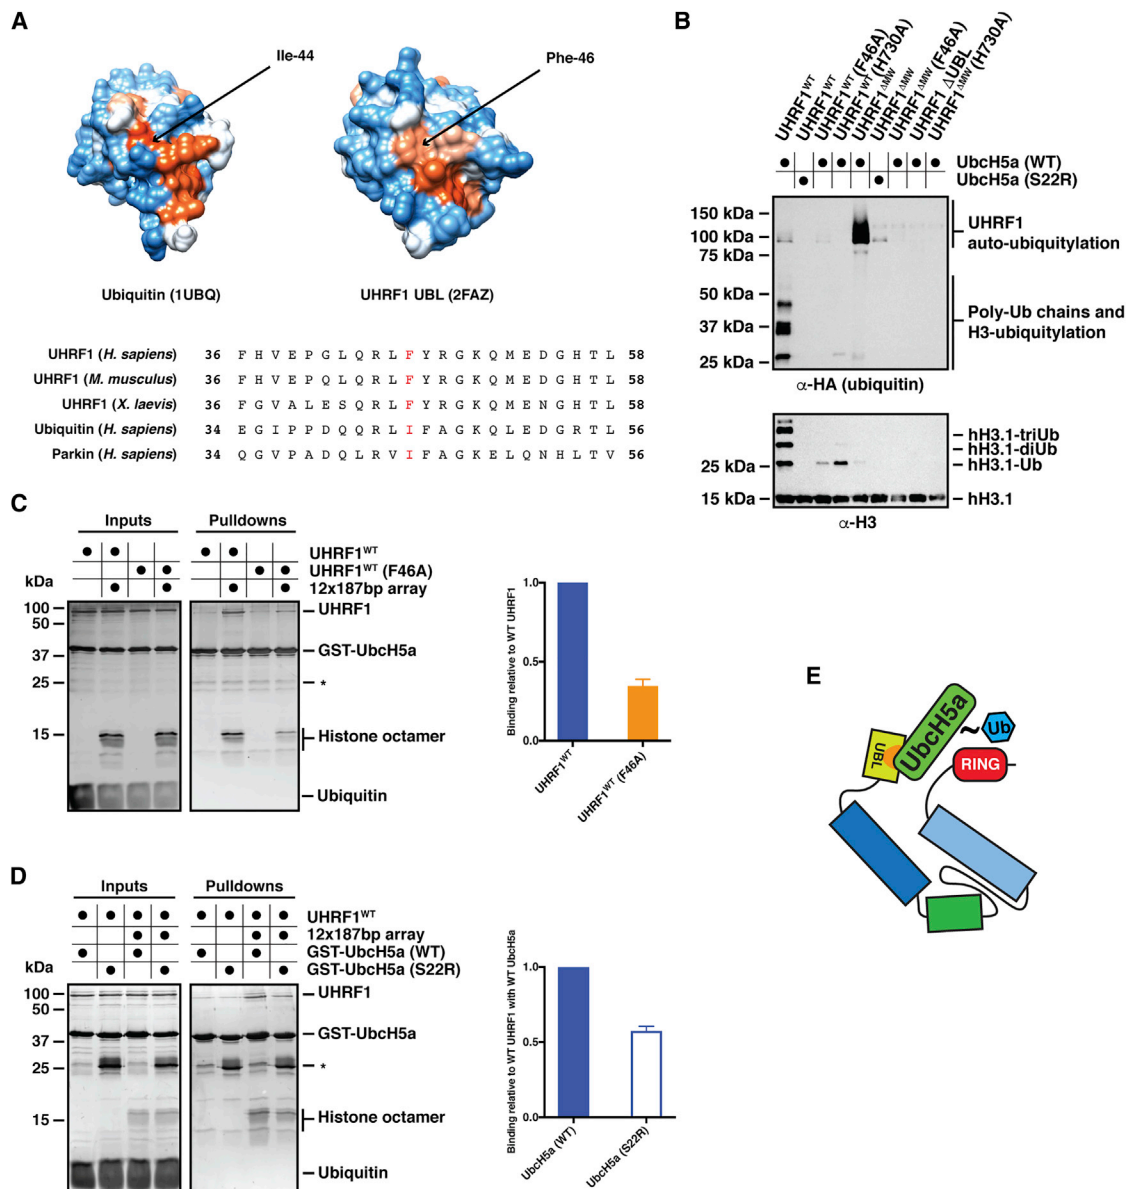 A
Ile-44
Phe-46
Ubiquitin (1UBQ)
UHRF1 UBL (2FAZ)
UHRF1 (H. sapiens) 36 F H V E P G L Q R L F Y R G K Q M E D G H T L 58
UHRF1 (M. musculus) 36 F H V E P Q L Q R L F Y R G K Q M E D G H T L 58
UHRF1 (X. laevis) 36 F G V A L E S Q R L F Y R G K Q M E N G H T L 58
Ubiquitin (H. sapiens) 34 E G I P P D Q Q R L I F A G K Q L E D G R T L 56
Parkin (H. sapiens) 34 Q G V P A D Q L R V I F A G K E L Q N H L T V 56
B
UHRF1WT
UHRF1WT
UHRF1WT (F46A)
UHRF1WT (H730A)
UHRF1ΔMW
UHRF1ΔMW
UHRF1ΔMW (F46A)
UHRF1 ΔUBL
UHRF1ΔMW (H730A)
UbcH5a (WT)
UbcH5a (S22R)
150 kDa
100 kDa
75 kDa
50 kDa
37 kDa
25 kDa
UHRF1
auto-ubiquitylation
Poly-Ub chains and
H3-ubiquitylation
α-HA (ubiquitin)
25 kDa
15 kDa
hH3.1-triUb
hH3.1-diUb
hH3.1-Ub
hH3.1
α-H3
C
Inputs
Pulldowns
UHRF1WT
UHRF1WT (F46A)
12x187bp array
kDa
100
50
37
25
15
UHRF1
GST-UbcH5a
*
Histone octamer
Ubiquitin
Binding relative to WT UHRF1
1.0
0.5
0.0
UHRF1WT
UHRF1WT (F46A)
D
Inputs
Pulldowns
UHRF1WT
12x187bp array
GST-UbcH5a (WT)
GST-UbcH5a (S22R)
kDa
100
50
37
25
15
UHRF1
GST-UbcH5a
*
Histone octamer
Ubiquitin
Binding relative to WT UHRF1 with WT UbcH5a
1.0
0.5
0.0
UbcH5a (WT)
UbcH5a (S22R)
E
UBL
UbcH5a
~
Ub
RING